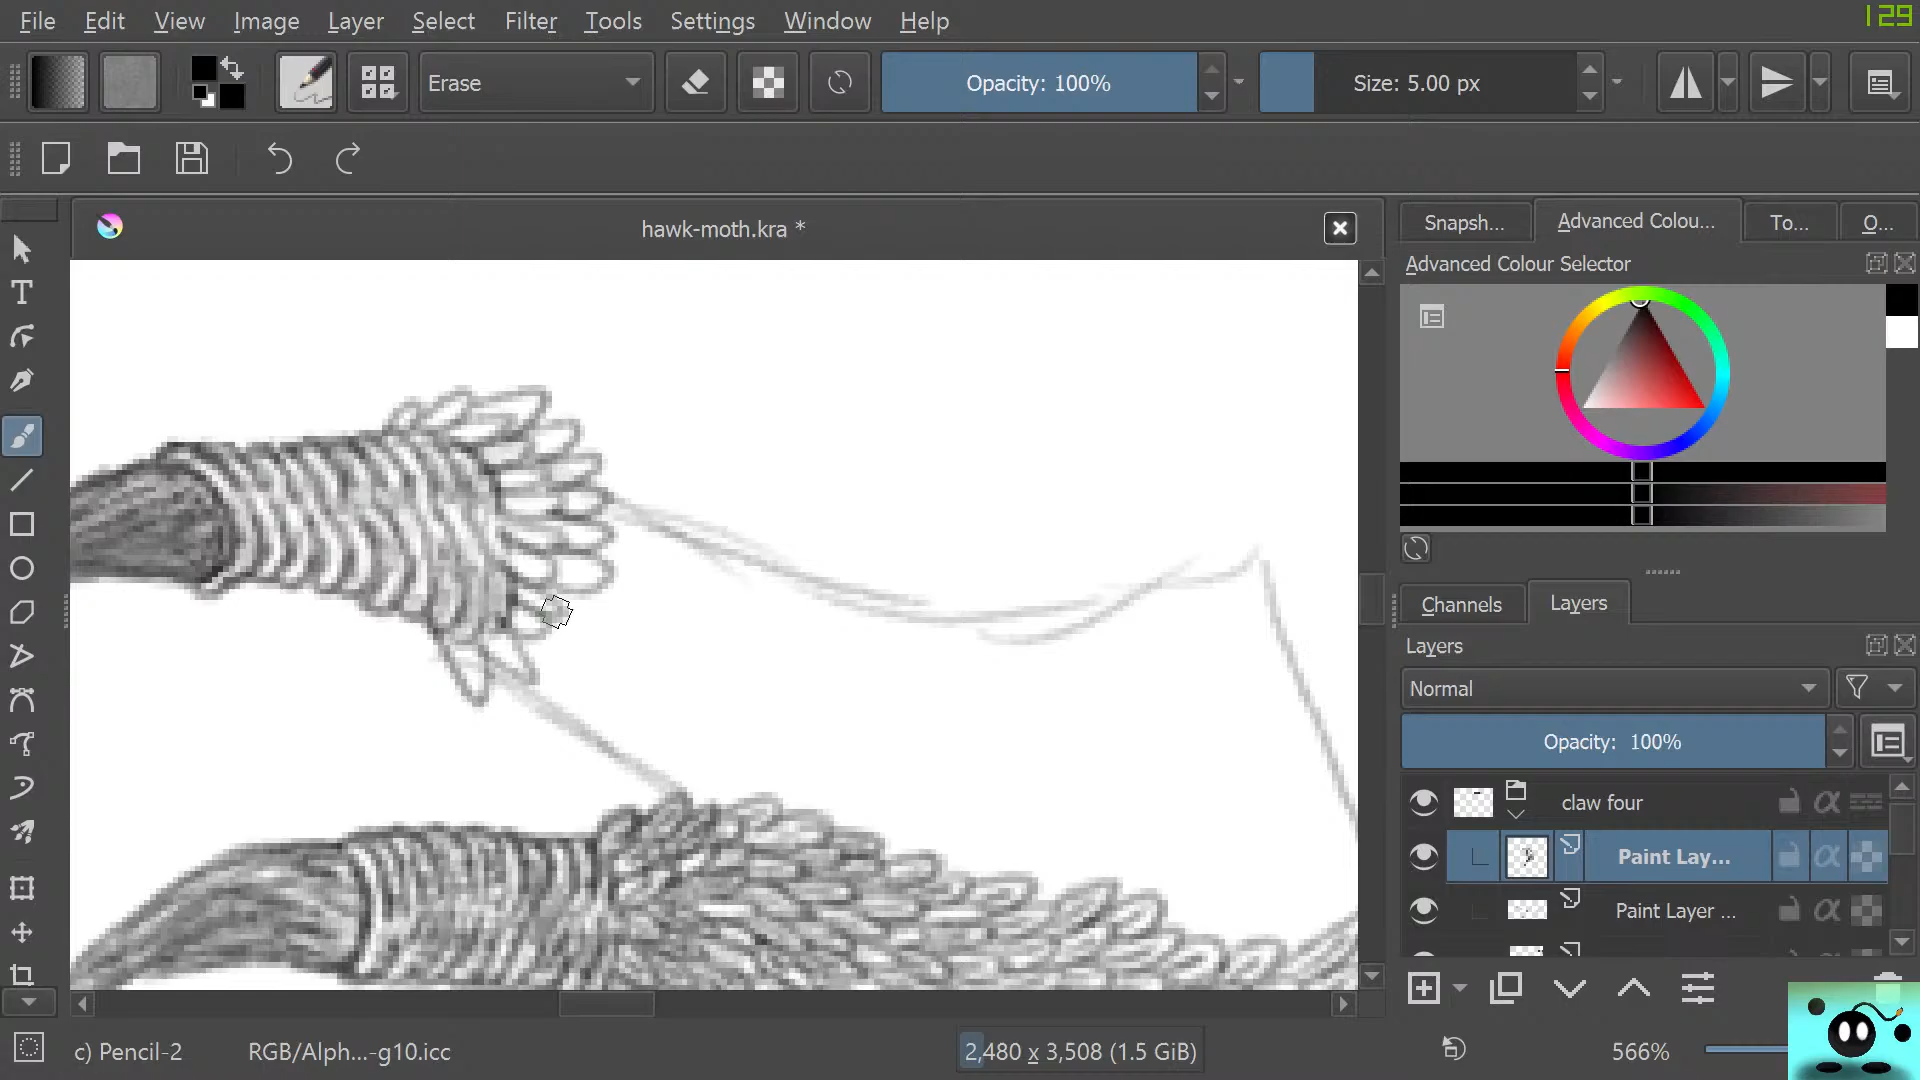 File Edit View Image Layer Select Filter Tools Settings Window Help
129
Erase Opacity: 100% Size: 5.00 px
hawk-moth.kra *
Snapsh... Advanced Colou... To... O...
Advanced Colour Selector
Channels Layers
Layers
Normal
Opacity: 100%
claw four
Paint Lay...
Paint Layer ...
c) Pencil-2 RGB/Alph...-g10.icc 2,480 x 3,508 (1.5 GiB) 566%